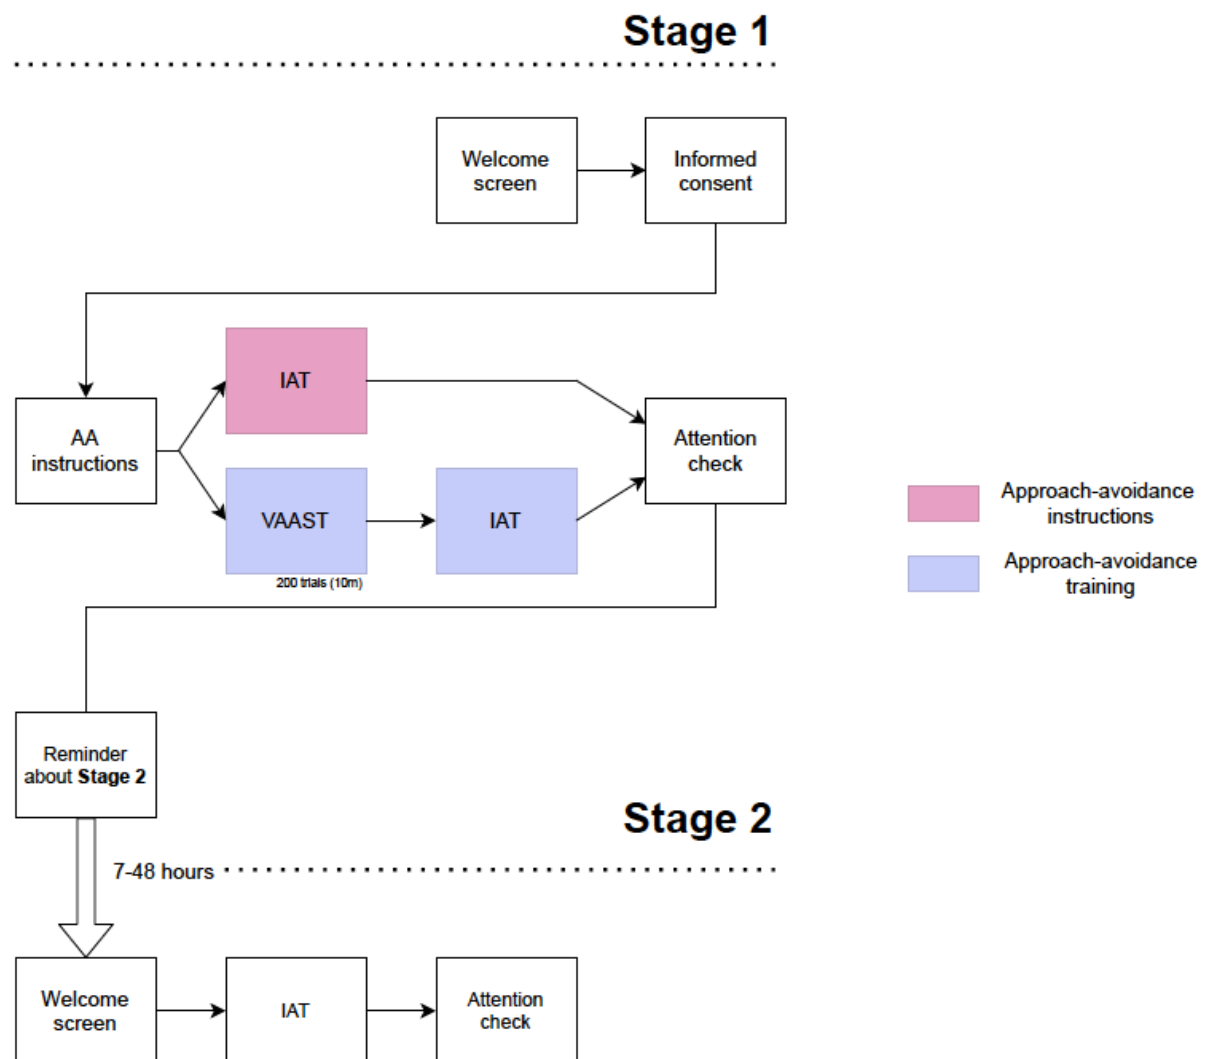 Stage 1
Welcome
screen
Informed
consent
IAT
AA
instructions
Attention
check
VAAST
IAT
200 trials (10m)
Approach-avoidance
instructions
Approach-avoidance
training
Reminder
about Stage 2
Stage 2
7-48 hours
Welcome
screen
IAT
Attention
check